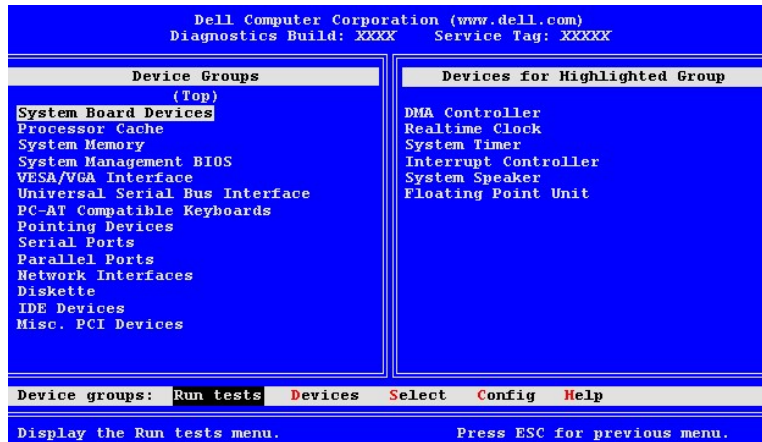 Dell Computer Corporation (www.dell.com)
Diagnostics Build: XXXX Service Tag: XXXXX
Device Groups
(Top)
System Board Devices
Processor Cache
System Memory
System Management BIOS
VESA/VGA Interface
Universal Serial Bus Interface
PC-AT Compatible Keyboards
Pointing Devices
Serial Ports
Parallel Ports
Network Interfaces
Diskette
IDE Devices
Misc. PCI Devices
Devices for Highlighted Group
DMA Controller
Realtime Clock
System Timer
Interrupt Controller
System Speaker
Floating Point Unit
Device groups: Run tests Devices Select Config Help
Display the Run tests menu. Press ESC for previous menu.